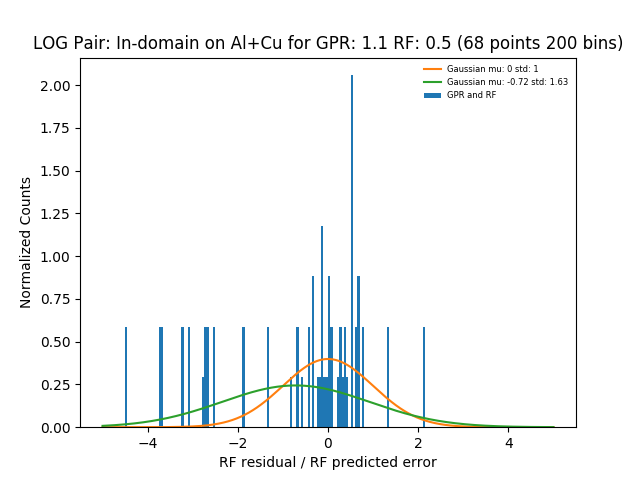 LOG Pair: In-domain on Al+Cu for GPR: 1.1 RF: 0.5 (68 points 200 bins)
Gaussian mu: 0 std: 1
Gaussian mu: -0.72 std: 1.63
GPR and RF
Normalized Counts
2.00
1.75
1.50
1.25
1.00
0.75
0.50
0.25
0.00
−4 −2 0 2 4
RF residual / RF predicted error